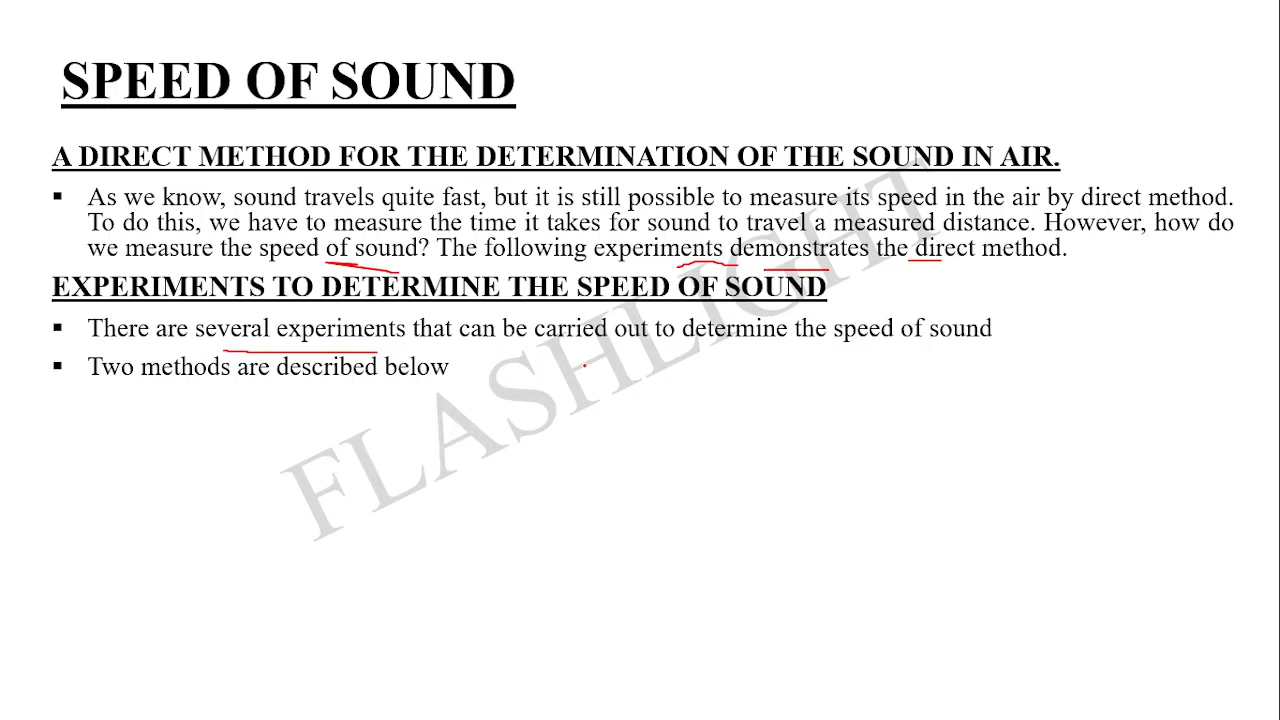 SPEED OF SOUND
A DIRECT METHOD FOR THE DETERMINATION OF THE SOUND IN AIR.
▪ As we know, sound travels quite fast, but it is still possible to measure its speed in the air by direct method.
To do this, we have to measure the time it takes for sound to travel a measured distance. However, how do
we measure the speed of sound? The following experiments demonstrates the direct method.
EXPERIMENTS TO DETERMINE THE SPEED OF SOUND
▪ There are several experiments that can be carried out to determine the speed of sound
▪ Two methods are described below
FLASHLIGHT